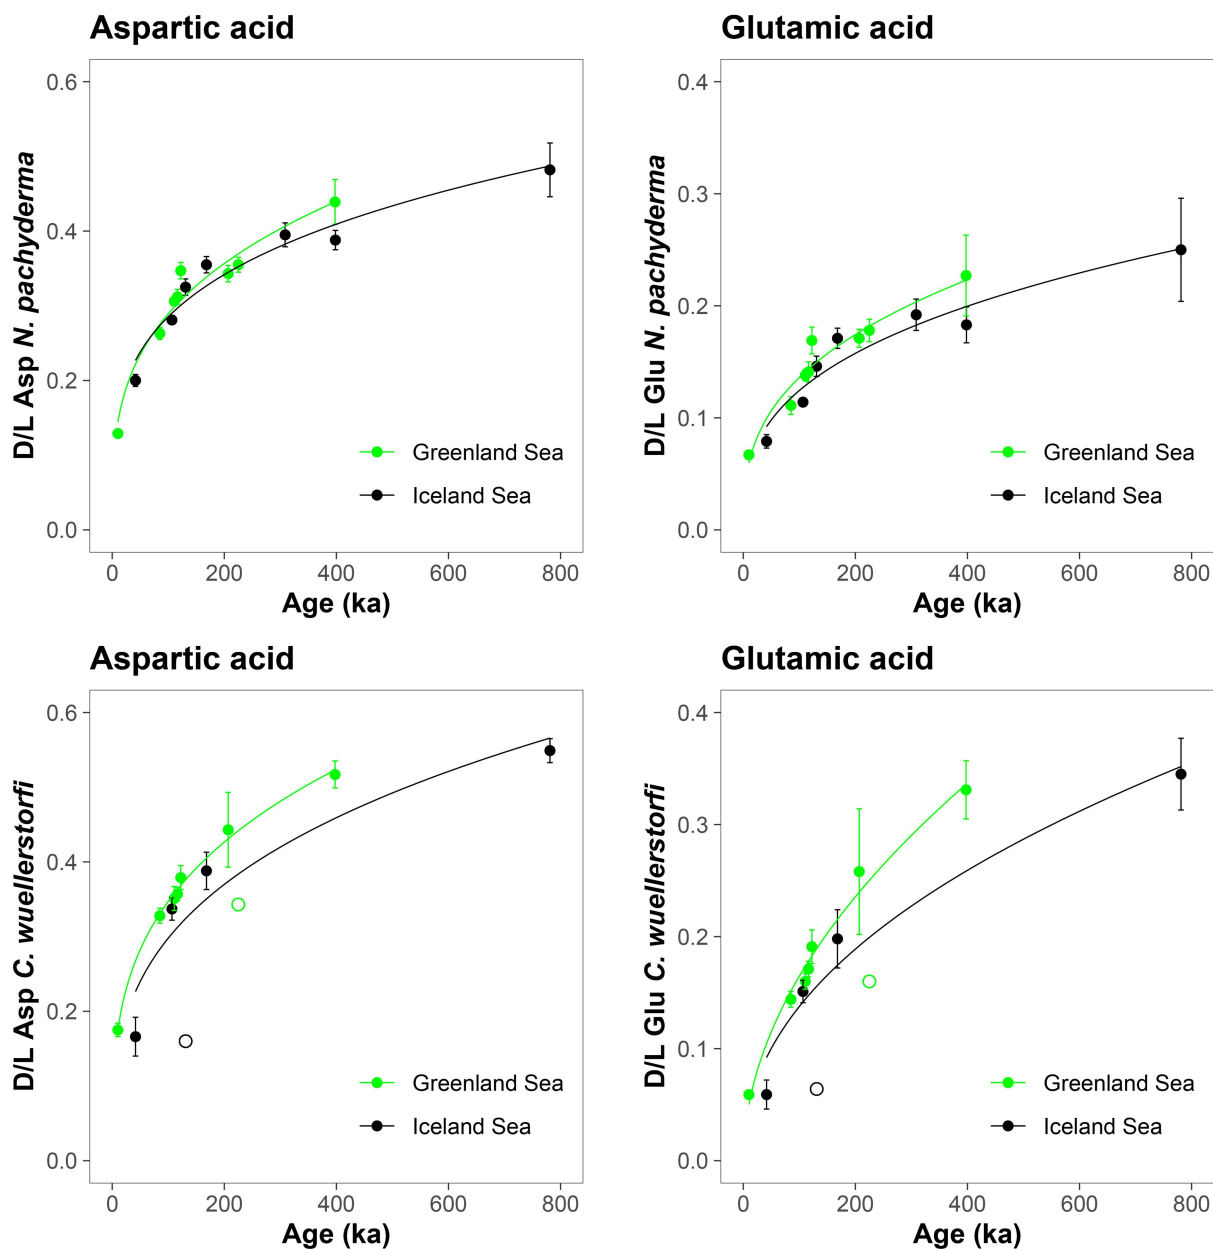 Aspartic acid
D/L Asp N. pachyderma
0.6
0.4
0.2
0.0
Greenland Sea
Iceland Sea
0 200 400 600 800
Age (ka)
Glutamic acid
D/L Glu N. pachyderma
0.4
0.3
0.2
0.1
0.0
Greenland Sea
Iceland Sea
0 200 400 600 800
Age (ka)
Aspartic acid
D/L Asp C. wuellerstorfi
0.6
0.4
0.2
0.0
Greenland Sea
Iceland Sea
0 200 400 600 800
Age (ka)
Glutamic acid
D/L Glu C. wuellerstorfi
0.4
0.3
0.2
0.1
0.0
Greenland Sea
Iceland Sea
0 200 400 600 800
Age (ka)